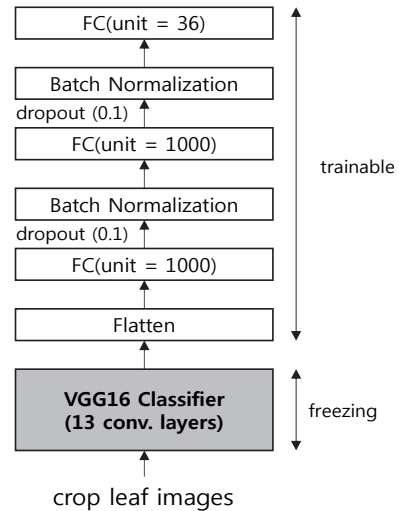 FC(unit = 36)
Batch Normalization
dropout (0.1)
FC(unit = 1000)
trainable
Batch Normalization
dropout (0.1)
FC(unit = 1000)
Flatten
VGG16 Classifier
(13 conv. layers)
freezing
crop leaf images